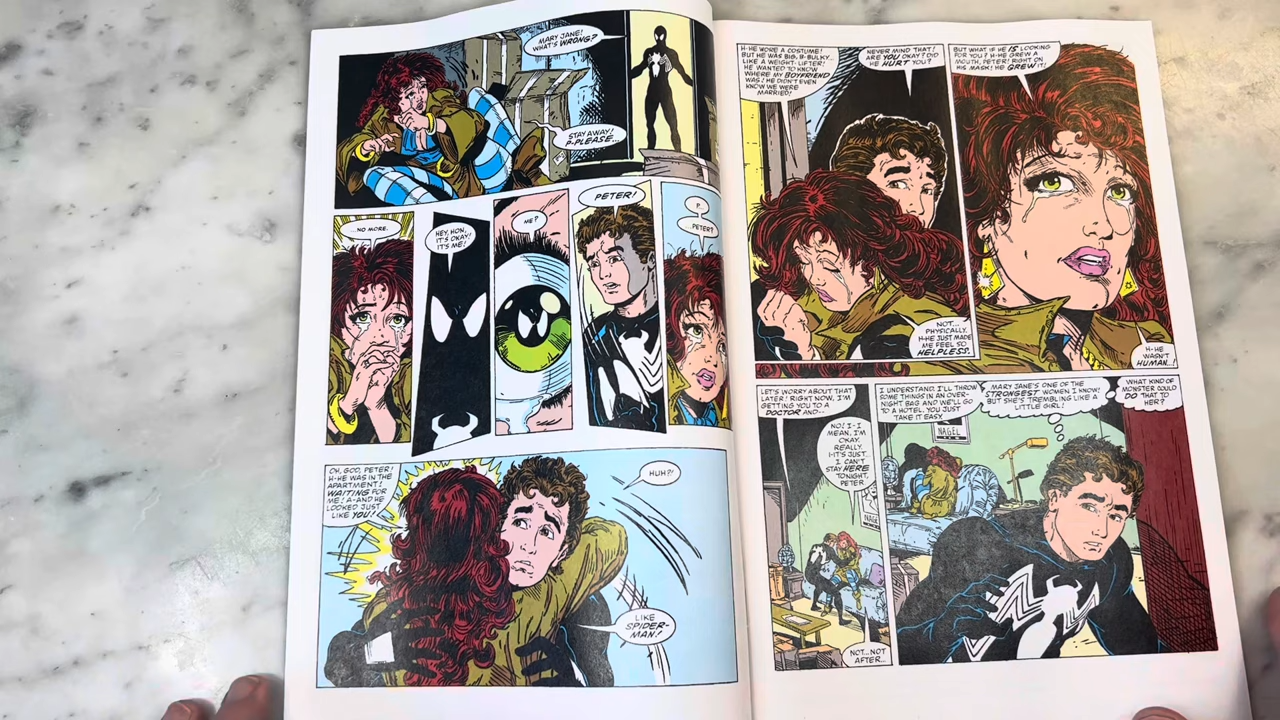 MARY JANE!
WHAT'S WRONG?
STAY AWAY!
P-PLEASE...
...NO MORE.
HEY, HON,
IT'S OKAY!
IT'S ME!
ME?
PETER!
P-
...PETER?
OH, GOD, PETER!
H-HE WAS IN THE
APARTMENT!
WAITING FOR
ME! A-AND HE
LOOKED JUST
LIKE YOU!
HUH?!
LIKE
SPIDER-
MAN!
H-HE WORE A COSTUME!
BUT HE WAS BIG, B-BULKY...
LIKE A WEIGHT-LIFTER!
HE WANTED TO KNOW
WHERE MY BOYFRIEND
WAS! HE DIDN'T EVEN
KNOW WE WERE
MARRIED!
NEVER MIND THAT!
ARE YOU OKAY? DID
HE HURT YOU?
NOT...
PHYSICALLY.
H-HE JUST MADE
ME FEEL SO
HELPLESS.
BUT WHAT IF HE IS LOOKING
FOR YOU? H-HE GREW A
MOUTH, PETER! RIGHT ON
HIS MASK! HE GREW IT!
H-HE
WASN'T
HUMAN..!
LET'S WORRY ABOUT THAT
LATER! RIGHT NOW, I'M
GETTING YOU TO A
DOCTOR AND--
NO! I-I
MEAN, I'M
OKAY.
REALLY.
I-IT'S JUST...
I CAN'T
STAY HERE
TONIGHT,
PETER
NAGEL
NOT...NOT
AFTER...
I UNDERSTAND. I'LL THROW
SOME THINGS IN AN OVER-
NIGHT BAG AND WE'LL GO
TO A HOTEL. YOU JUST
TAKE IT EASY.
MARY JANE'S ONE OF THE
STRONGEST WOMEN I KNOW!
BUT SHE'S TREMBLING LIKE A
LITTLE GIRL!
WHAT KIND OF
MONSTER COULD
DO THAT TO
HER?
NAGEL